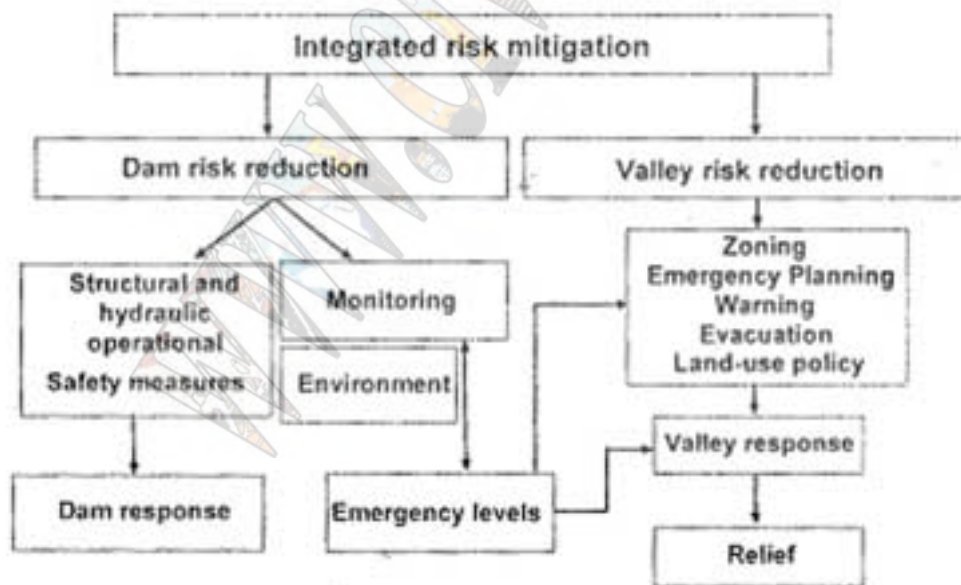 Integrated risk mitigation
Dam risk reduction
Valley risk reduction
Structural and
hydraulic
operational
Safety measures
Monitoring
Environment
Zoning
Emergency Planning
Warning
Evacuation
Land-use policy
Valley response
Dam response
Emergency levels
Relief